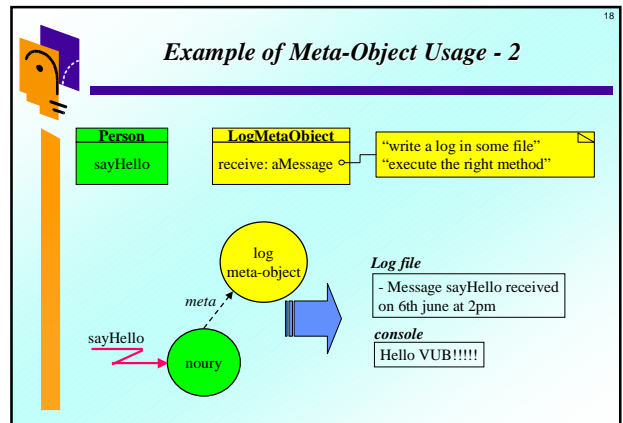 18
Example of Meta-Object Usage - 2
Person
sayHello
LogMetaObject
receive: aMessage
“write a log in some file”
“execute the right method”
log
meta-object
meta
sayHello
noury
Log file
- Message sayHello received
on 6th june at 2pm
console
Hello VUB!!!!!